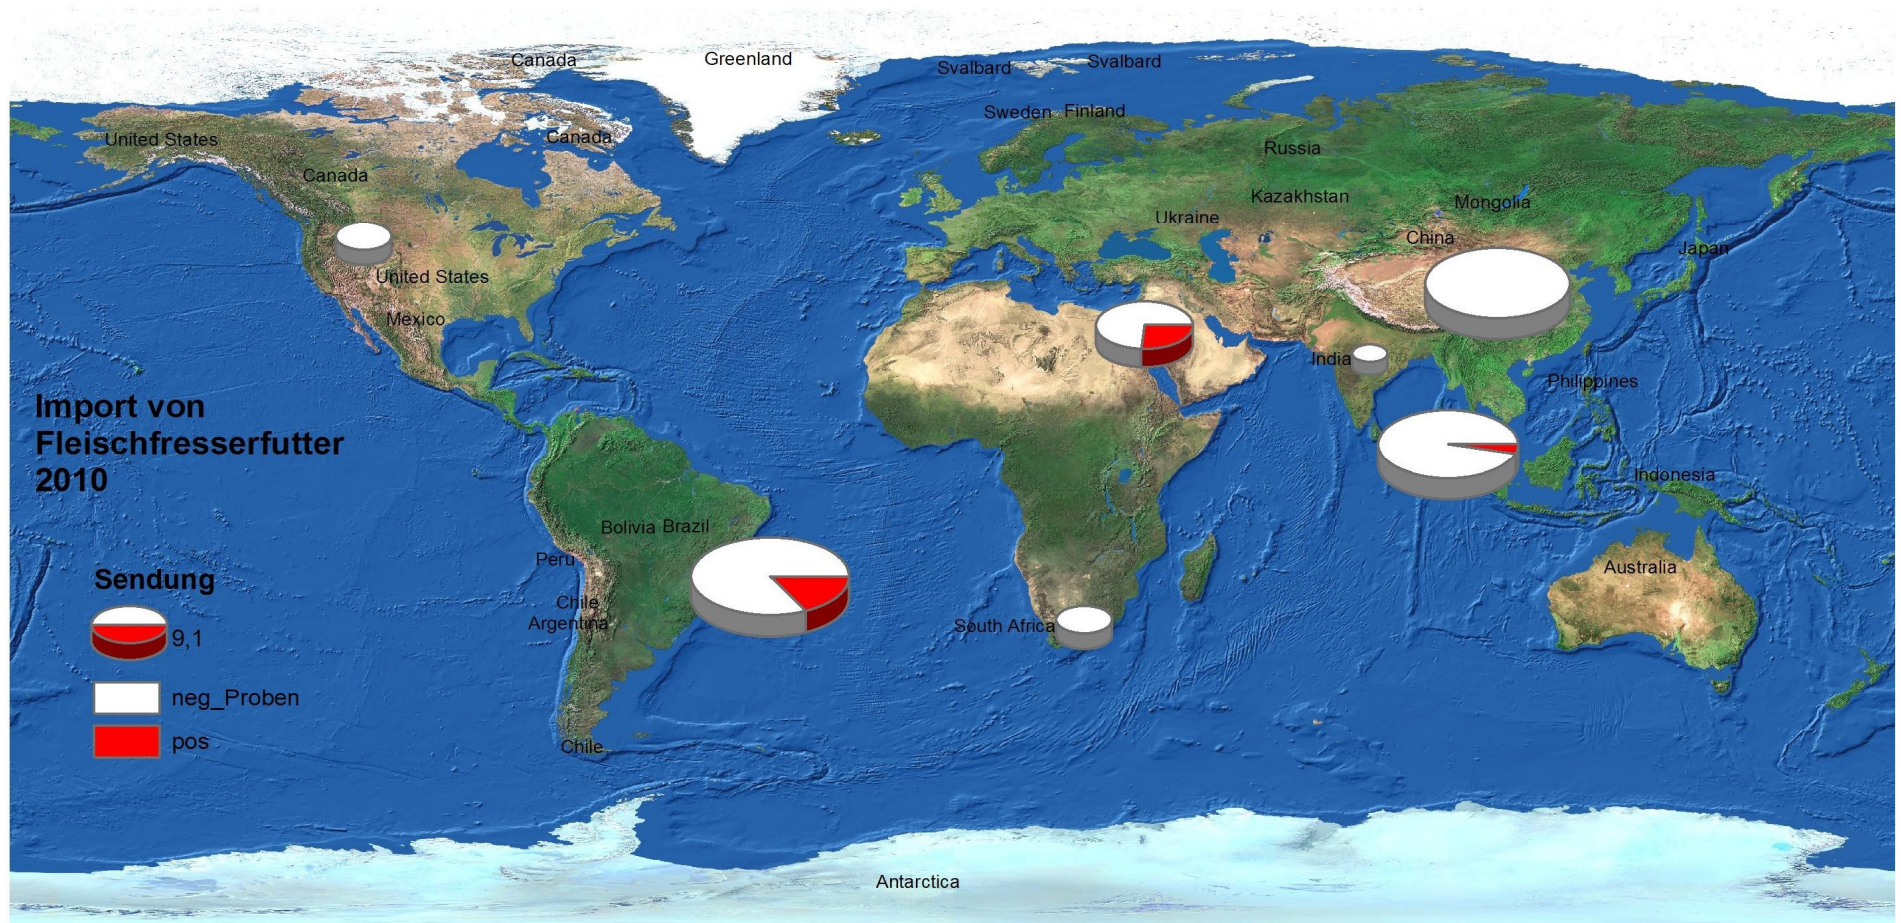 Canada
Greenland
Svalbard
Svalbard
Sweden
Finland
United States
Canada
Russia
Canada
Kazakhstan
Mongolia
Ukraine
China
Japan
United States
Mexico
India
Philippines
Import von
Fleischfresserfutter
2010
Indonesia
Bolivia
Brazil
Peru
Australia
Sendung
Chile
Argentina
South Africa
9,1
neg_Proben
pos
Chile
Antarctica